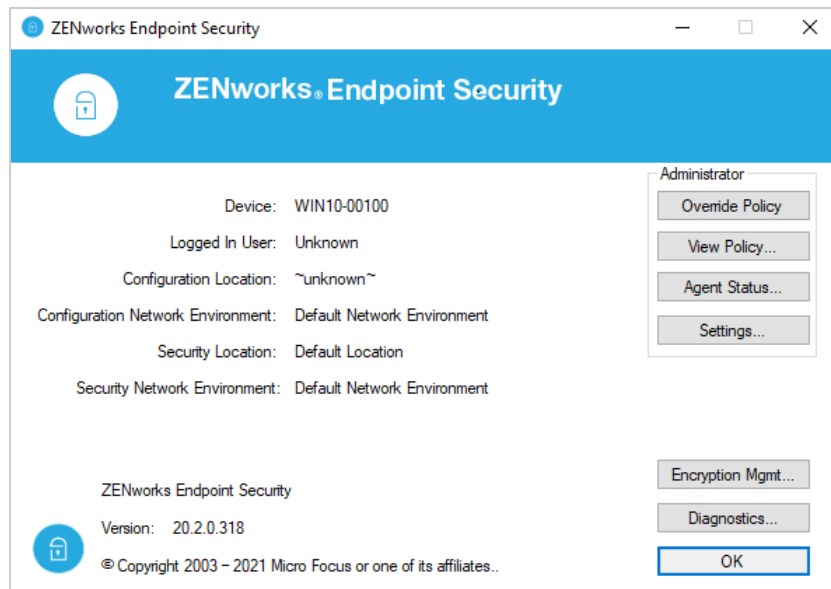 ZENworks Endpoint Security
ZENworks® Endpoint Security
Administrator
Device: WIN10-00100
Override Policy
Logged In User: Unknown
View Policy...
Configuration Location: ~unknown~
Agent Status...
Configuration Network Environment: Default Network Environment
Settings...
Security Location: Default Location
Security Network Environment: Default Network Environment
Encryption Mgmt...
ZENworks Endpoint Security
Diagnostics...
Version: 20.2.0.318
OK
© Copyright 2003 – 2021 Micro Focus or one of its affiliates..